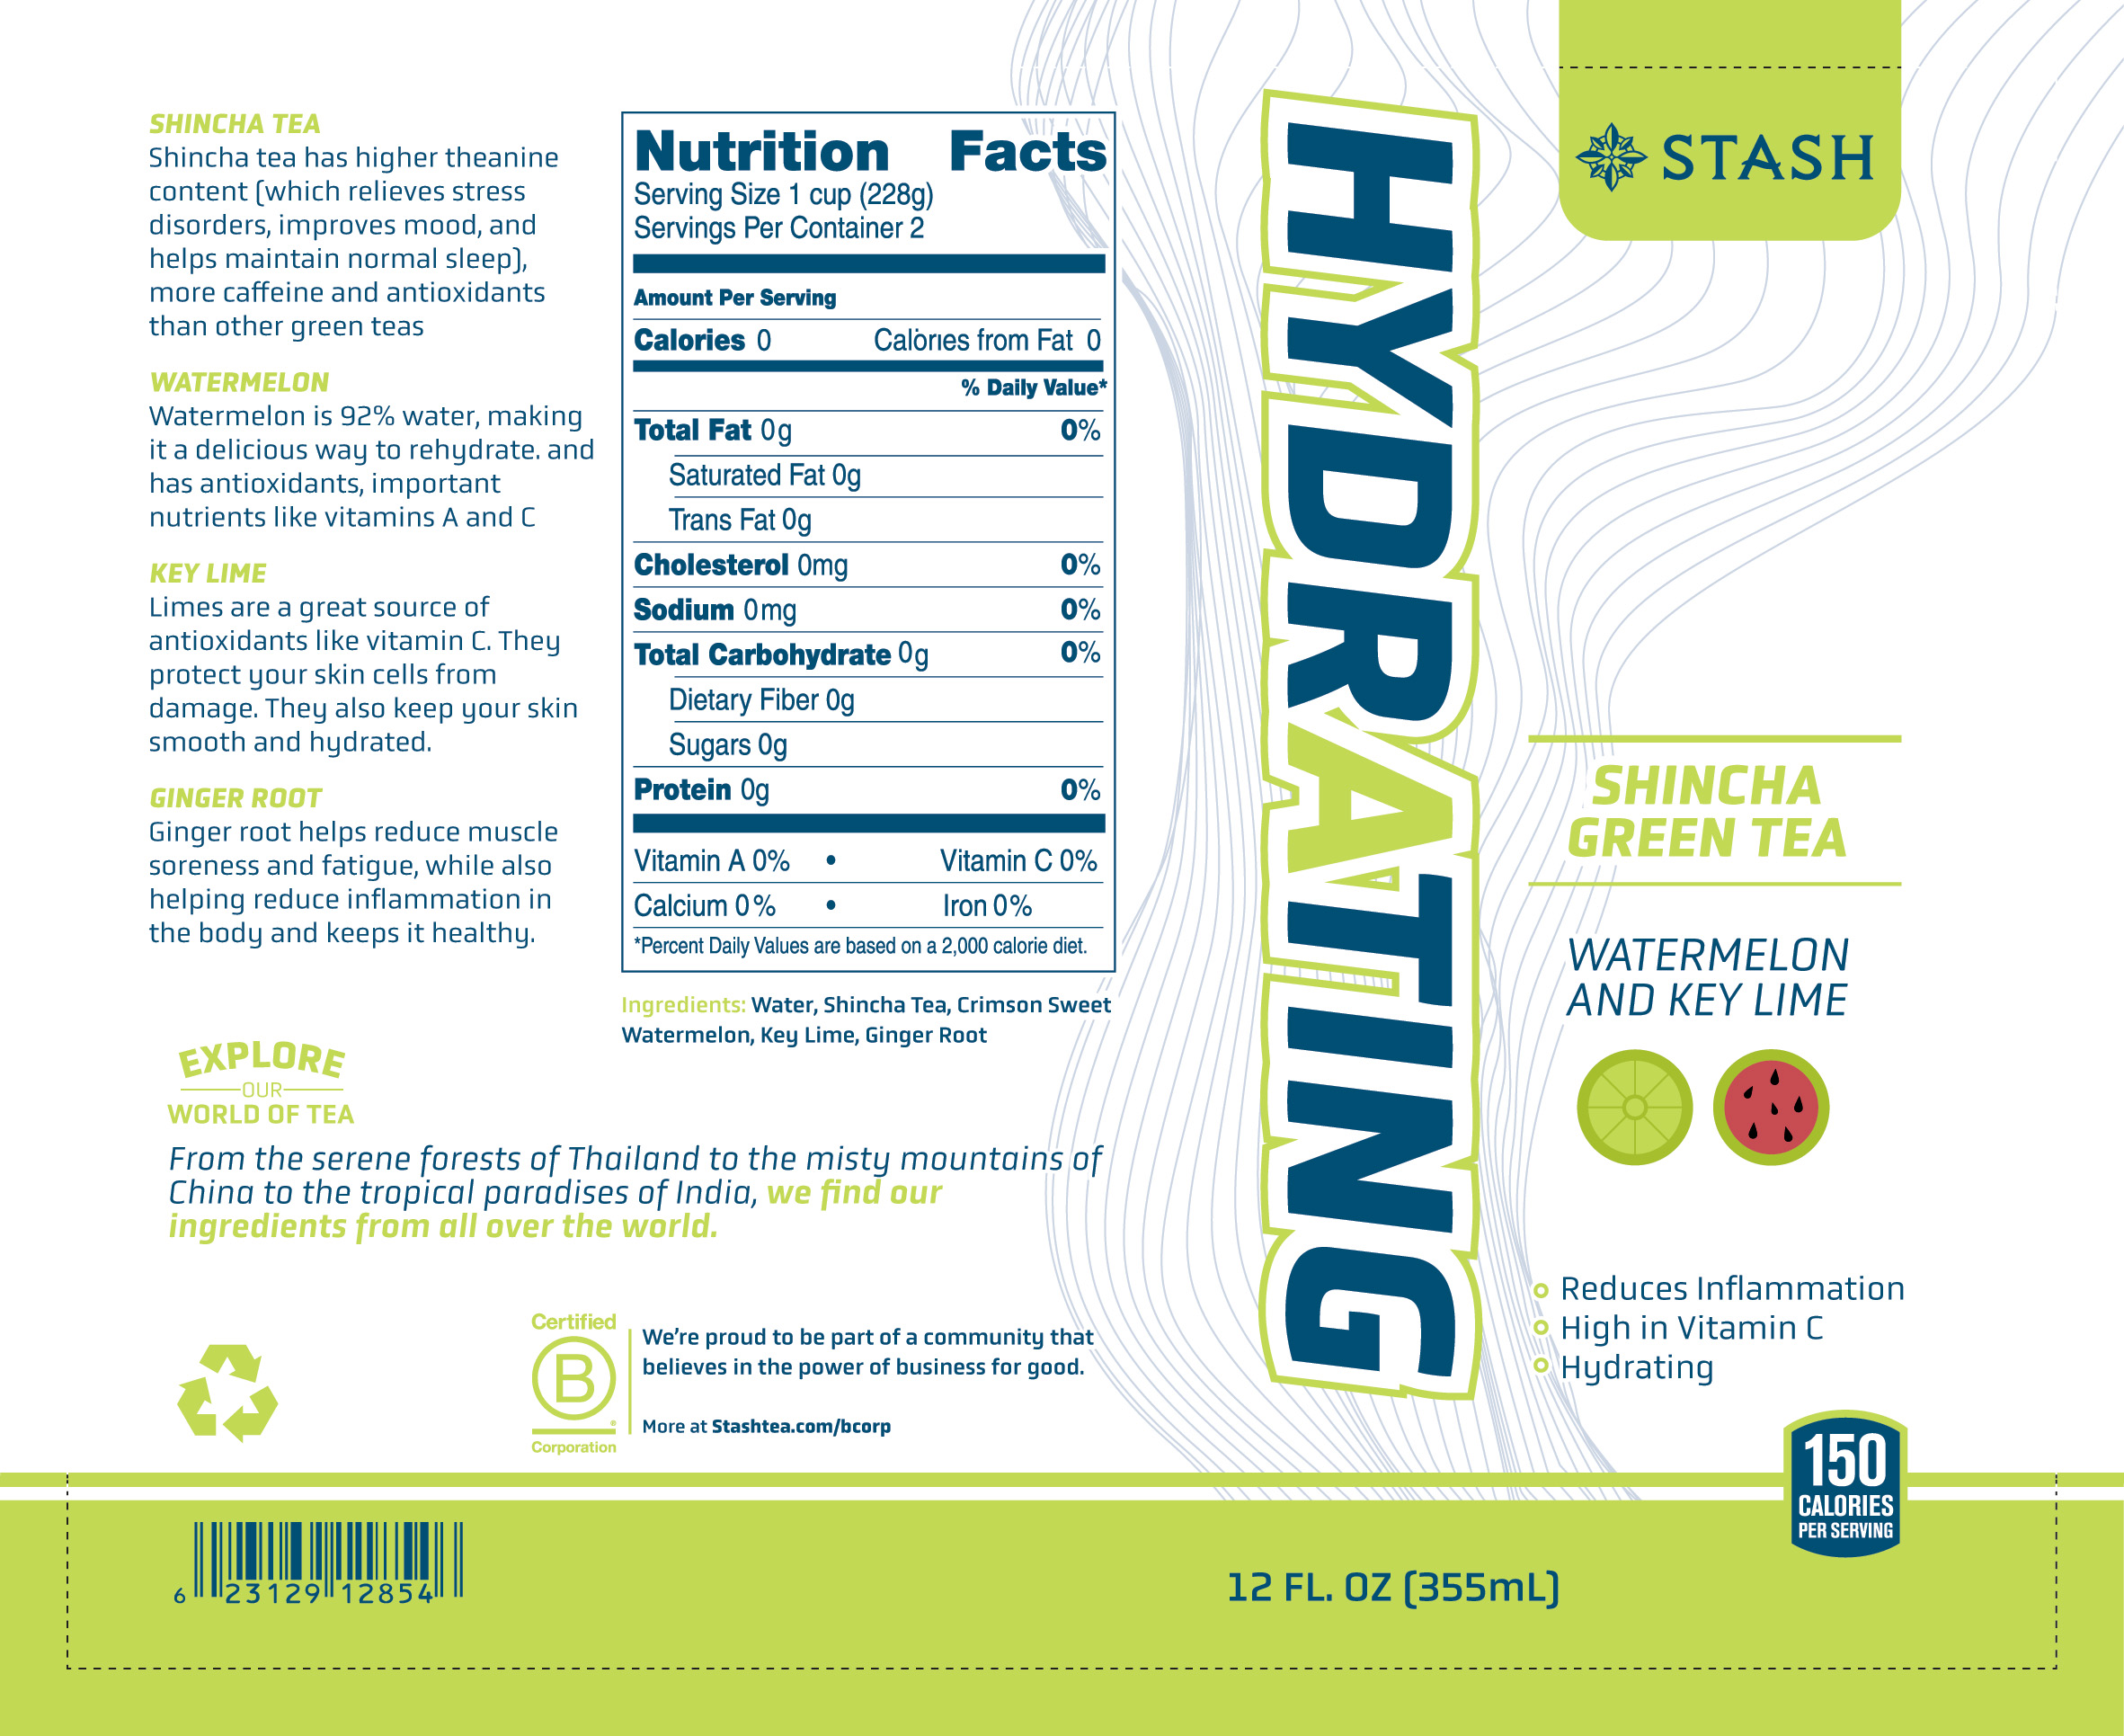 SHINCHA TEA
Shincha tea has higher theanine
content (which relieves stress
disorders, improves mood, and
helps maintain normal sleep),
more caffeine and antioxidants
than other green teas
WATERMELON
Watermelon is 92% water, making
it a delicious way to rehydrate. and
has antioxidants, important
nutrients like vitamins A and C
KEY LIME
Limes are a great source of
antioxidants like vitamin C. They
protect your skin cells from
damage. They also keep your skin
smooth and hydrated.
GINGER ROOT
Ginger root helps reduce muscle
soreness and fatigue, while also
helping reduce inflammation in
the body and keeps it healthy.
Nutrition Facts
Serving Size 1 cup (228g)
Servings Per Container 2
Amount Per Serving
Calories 0 Calories from Fat 0
% Daily Value*
Total Fat 0g 0%
Saturated Fat 0g
Trans Fat 0g
Cholesterol 0mg 0%
Sodium 0mg 0%
Total Carbohydrate 0g 0%
Dietary Fiber 0g
Sugars 0g
Protein 0g 0%
Vitamin A 0% • Vitamin C 0%
Calcium 0% • Iron 0%
*Percent Daily Values are based on a 2,000 calorie diet.
Ingredients: Water, Shincha Tea, Crimson Sweet
Watermelon, Key Lime, Ginger Root
EXPLORE
OUR
WORLD OF TEA
From the serene forests of Thailand to the misty mountains of
China to the tropical paradises of India, we find our
ingredients from all over the world.
Certified
B
Corporation
We're proud to be part of a community that
believes in the power of business for good.
More at Stashtea.com/bcorp
6 23129 12854
HYDRATING
STASH
SHINCHA
GREEN TEA
WATERMELON
AND KEY LIME
Reduces Inflammation
High in Vitamin C
Hydrating
150
CALORIES
PER SERVING
12 FL. OZ (355mL)